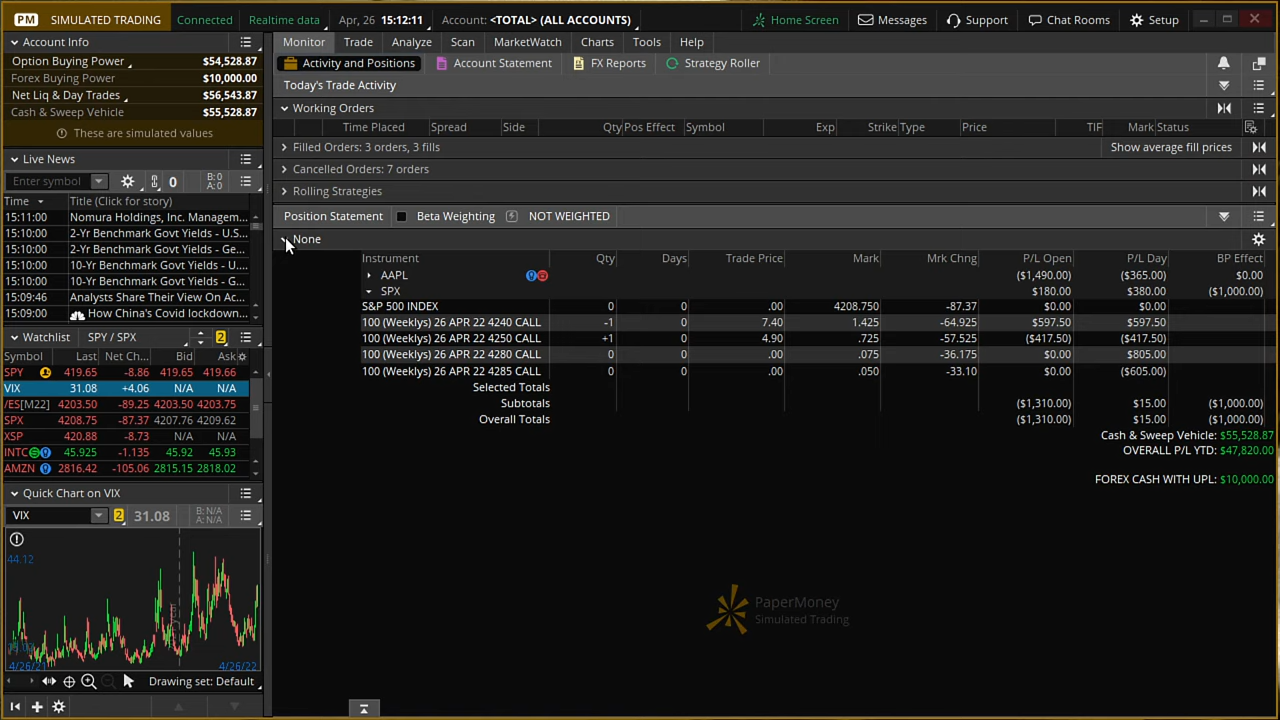 PM SIMULATED TRADING Connected Realtime data Apr, 26 15:12:11 Account: <TOTAL> (ALL ACCOUNTS) Home Screen Messages Support Chat Rooms Setup
Account Info
Option Buying Power $54,528.87
Forex Buying Power $10,000.00
Net Liq & Day Trades $56,543.87
Cash & Sweep Vehicle $55,528.87
These are simulated values
Live News
Enter symbol 0 B: 0
A: 0
Time Title (Click for story)
15:11:00 Nomura Holdings, Inc. Managem...
15:10:00 2-Yr Benchmark Govt Yields - U.S...
15:10:00 2-Yr Benchmark Govt Yields - Ge...
15:10:00 10-Yr Benchmark Govt Yields - U...
15:10:00 10-Yr Benchmark Govt Yields - G...
15:09:46 Analysts Share Their View On Ac...
15:09:00 How China's Covid lockdown...
Watchlist SPY / SPX 2
Symbol Last Net Ch... Bid Ask
SPY 419.65 -8.86 419.65 419.66
VIX 31.08 +4.06 N/A N/A
/ES[M22] 4203.50 -89.25 4203.50 4203.75
SPX 4208.75 -87.37 4207.76 4209.62
XSP 420.88 -8.73 N/A N/A
INTC 45.925 -1.135 45.92 45.93
AMZN 2816.42 -105.06 2815.15 2818.02
Quick Chart on VIX
VIX 2 31.08 B: N/A
A: N/A
44.12
4/26/21 4/26/22
Drawing set: Default
Monitor Trade Analyze Scan MarketWatch Charts Tools Help
Activity and Positions Account Statement FX Reports Strategy Roller
Today's Trade Activity
Working Orders
Time Placed Spread Side Qty Pos Effect Symbol Exp Strike Type Price TIF Mark Status
Filled Orders: 3 orders, 3 fills Show average fill prices
Cancelled Orders: 7 orders
Rolling Strategies
Position Statement Beta Weighting NOT WEIGHTED
None
Instrument Qty Days Trade Price Mark Mrk Chng P/L Open P/L Day BP Effect
AAPL ($1,490.00) ($365.00) $0.00
SPX $180.00 $380.00 ($1,000.00)
S&P 500 INDEX 0 0 .00 4208.750 -87.37 $0.00 $0.00
100 (Weeklys) 26 APR 22 4240 CALL -1 0 7.40 1.425 -64.925 $597.50 $597.50
100 (Weeklys) 26 APR 22 4250 CALL +1 0 4.90 .725 -57.525 ($417.50) ($417.50)
100 (Weeklys) 26 APR 22 4280 CALL 0 0 .00 .075 -36.175 $0.00 $805.00
100 (Weeklys) 26 APR 22 4285 CALL 0 0 .00 .050 -33.10 $0.00 ($605.00)
Selected Totals
Subtotals ($1,310.00) $15.00 ($1,000.00)
Overall Totals ($1,310.00) $15.00 ($1,000.00)
Cash & Sweep Vehicle: $55,528.87
OVERALL P/L YTD: $47,820.00
FOREX CASH WITH UPL: $10,000.00
PaperMoney
Simulated Trading